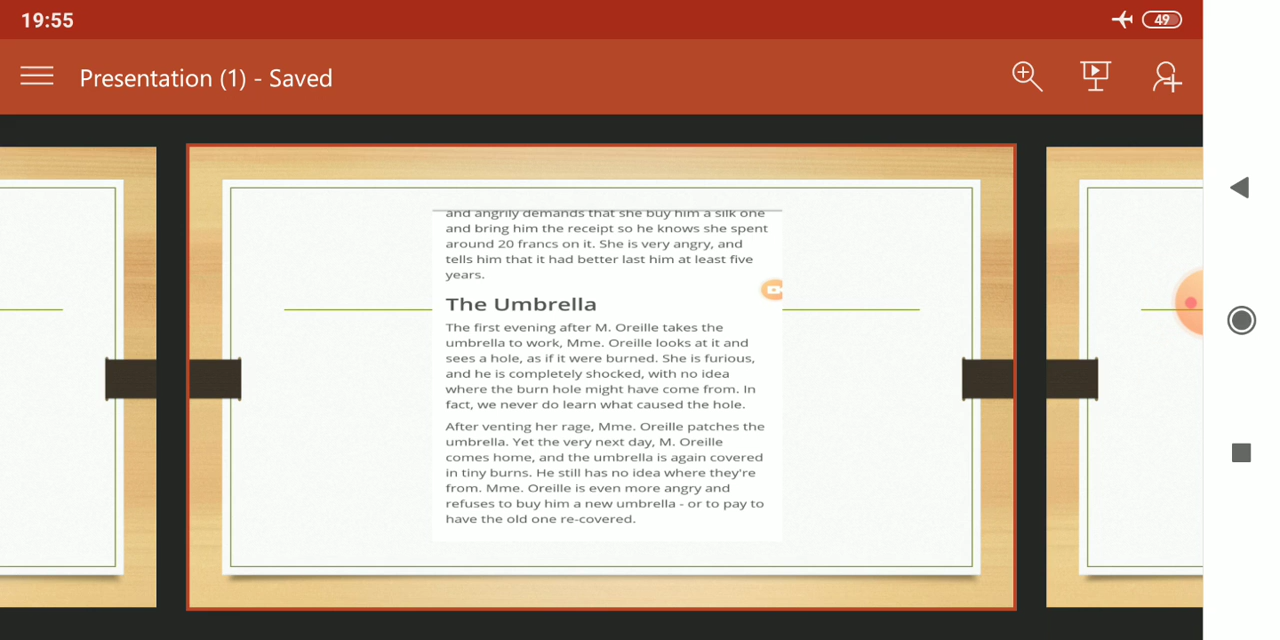 19:55
49
Presentation (1) - Saved
and angrily demands that she buy him a silk one
and bring him the receipt so he knows she spent
around 20 francs on it. She is very angry, and
tells him that it had better last him at least five
years.
The Umbrella
The first evening after M. Oreille takes the
umbrella to work, Mme. Oreille looks at it and
sees a hole, as if it were burned. She is furious,
and he is completely shocked, with no idea
where the burn hole might have come from. In
fact, we never do learn what caused the hole.
After venting her rage, Mme. Oreille patches the
umbrella. Yet the very next day, M. Oreille
comes home, and the umbrella is again covered
in tiny burns. He still has no idea where they're
from. Mme. Oreille is even more angry and
refuses to buy him a new umbrella - or to pay to
have the old one re-covered.